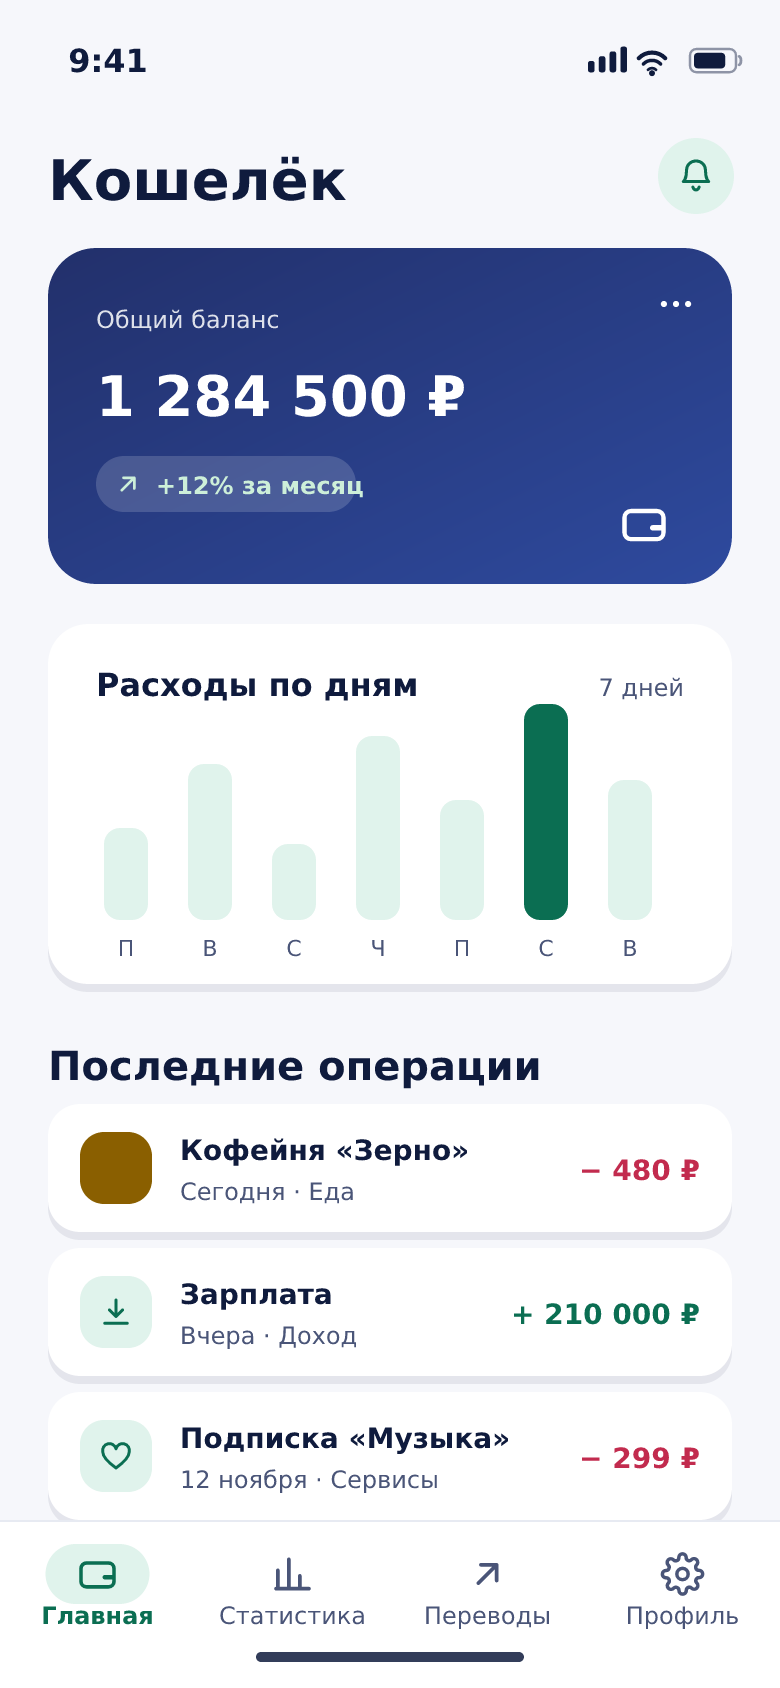 9:41
Кошелёк
Общий баланс
1 284 500 ₽
+12% за месяц
Расходы по дням
7 дней
П В С Ч П С В
Последние операции
Кофейня «Зерно»
Сегодня · Еда
− 480 ₽
Зарплата
Вчера · Доход
+ 210 000 ₽
Подписка «Музыка»
12 ноября · Сервисы
− 299 ₽
Главная Статистика Переводы Профиль